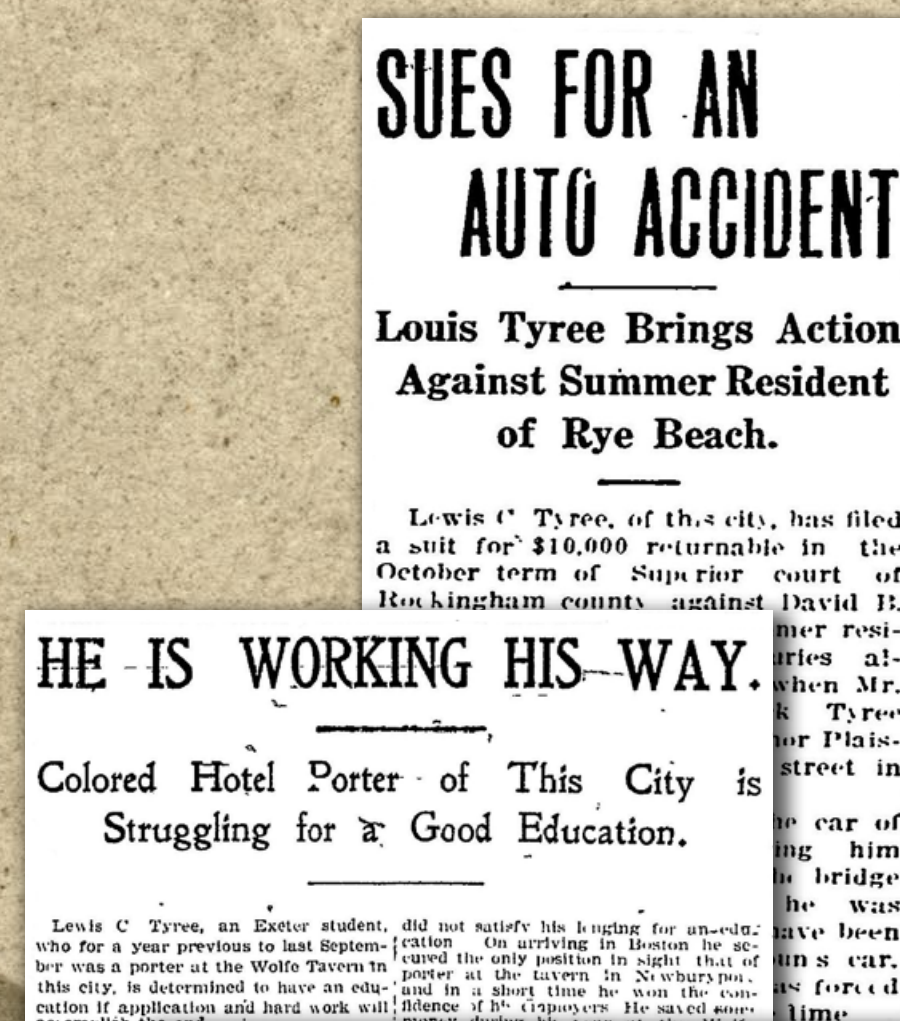 SUES FOR AN
AUTO ACCIDENT
Louis Tyree Brings Action
Against Summer Resident
of Rye Beach.
Lewis C Tyree, of this city, has filed
a suit for $10,000 returnable in the
October term of Superior court of
Rockingham county against David B.
mer resi-
uries al-
when Mr.
k Tyree
nor Plais-
street in
he car of
ing him
bridge
he was
have been
car.
as forced
lime
HE IS WORKING HIS WAY.
Colored Hotel Porter of This City is
Struggling for a Good Education.
Lewis C Tyree, an Exeter student,
who for a year previous to last Septem-
ber was a porter at the Wolfe Tavern in
this city, is determined to have an edu-
cation if application and hard work will
did not satisfy his longing for an edu-
cation On arriving in Boston he se-
cured the only position in sight that of
porter at the tavern in Newburyport,
and in a short time he won the con-
fidence of his employers He saved some